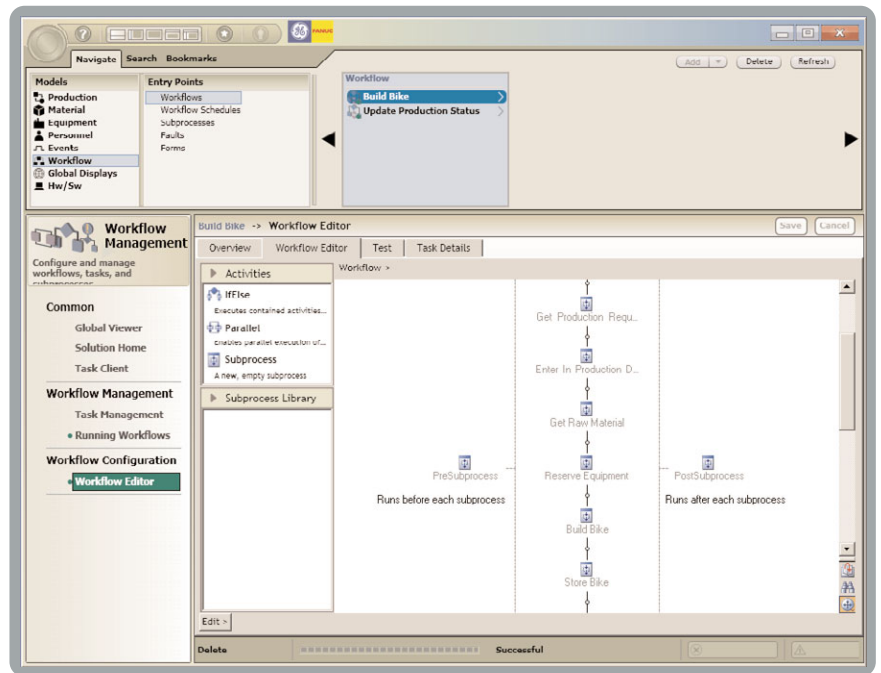 FANUC
Navigate Search Bookmarks
Add Delete Refresh
Models
Production
Material
Equipment
Personnel
Events
Workflow
Global Displays
Hw/Sw
Entry Points
Workflows
Workflow Schedules
Subprocesses
Faults
Forms
Workflow
Build Bike
Update Production Status
Workflow
Management
Configure and manage
workflows, tasks, and
subprocesses
Common
Global Viewer
Solution Home
Task Client
Workflow Management
Task Management
Running Workflows
Workflow Configuration
Workflow Editor
Build Bike -> Workflow Editor
Save Cancel
Overview Workflow Editor Test Task Details
Activities
IfElse
Executes contained activities...
Parallel
Enables parallel execution of...
Subprocess
A new, empty subprocess
Subprocess Library
Edit >
Workflow >
Get Production Requ...
Enter In Production D...
Get Raw Material
PreSubprocess Reserve Equipment PostSubprocess
Runs before each subprocess Runs after each subprocess
Build Bike
Store Bike
Delete Successful